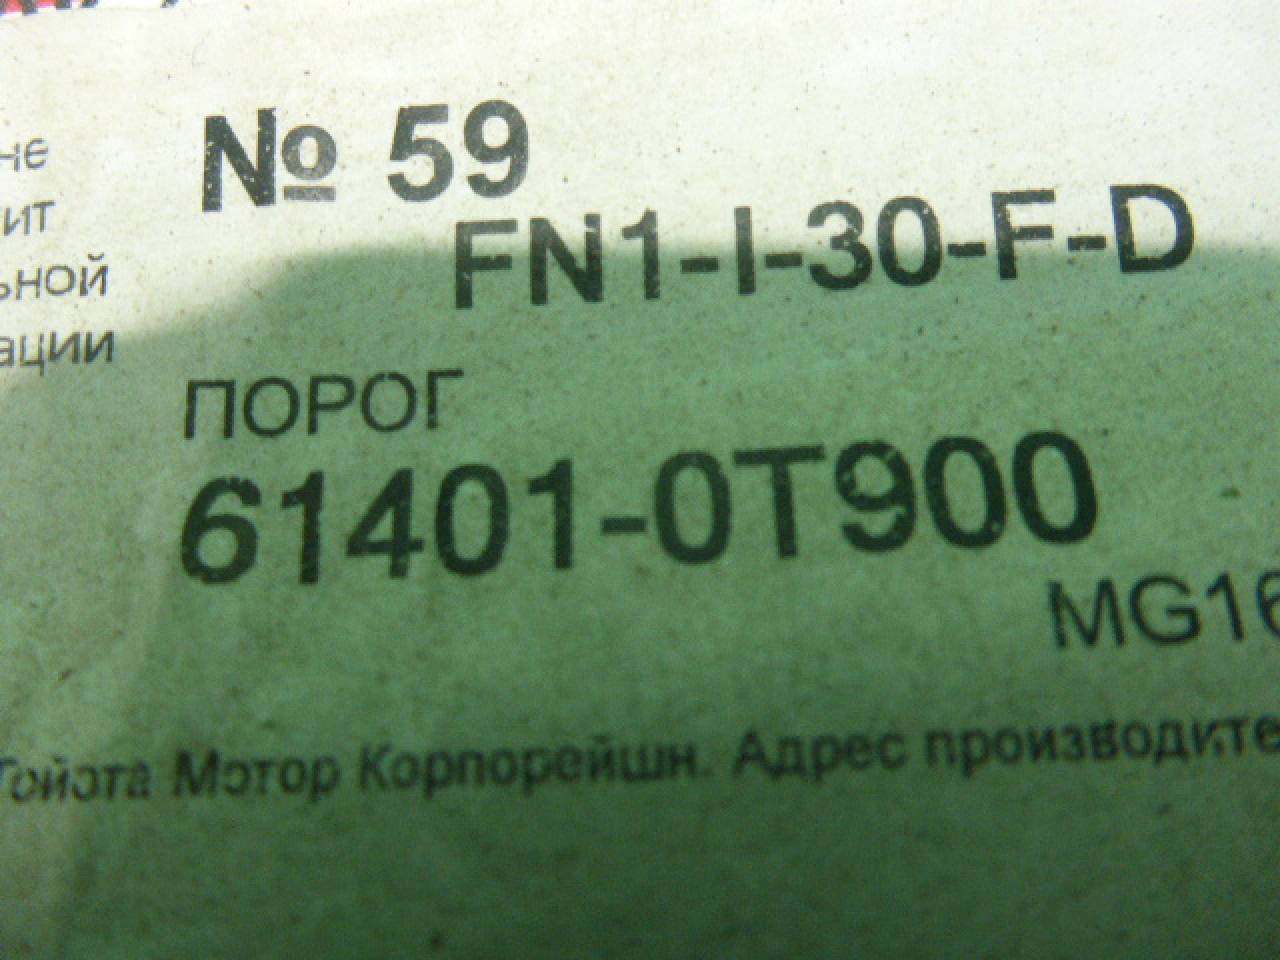 № 59
FN1-I-30-F-D
ПОРОГ
61401-0T900
MG16
Тойота Мотор Корпорейшн. Адрес производите
не
ит
ьной
ации